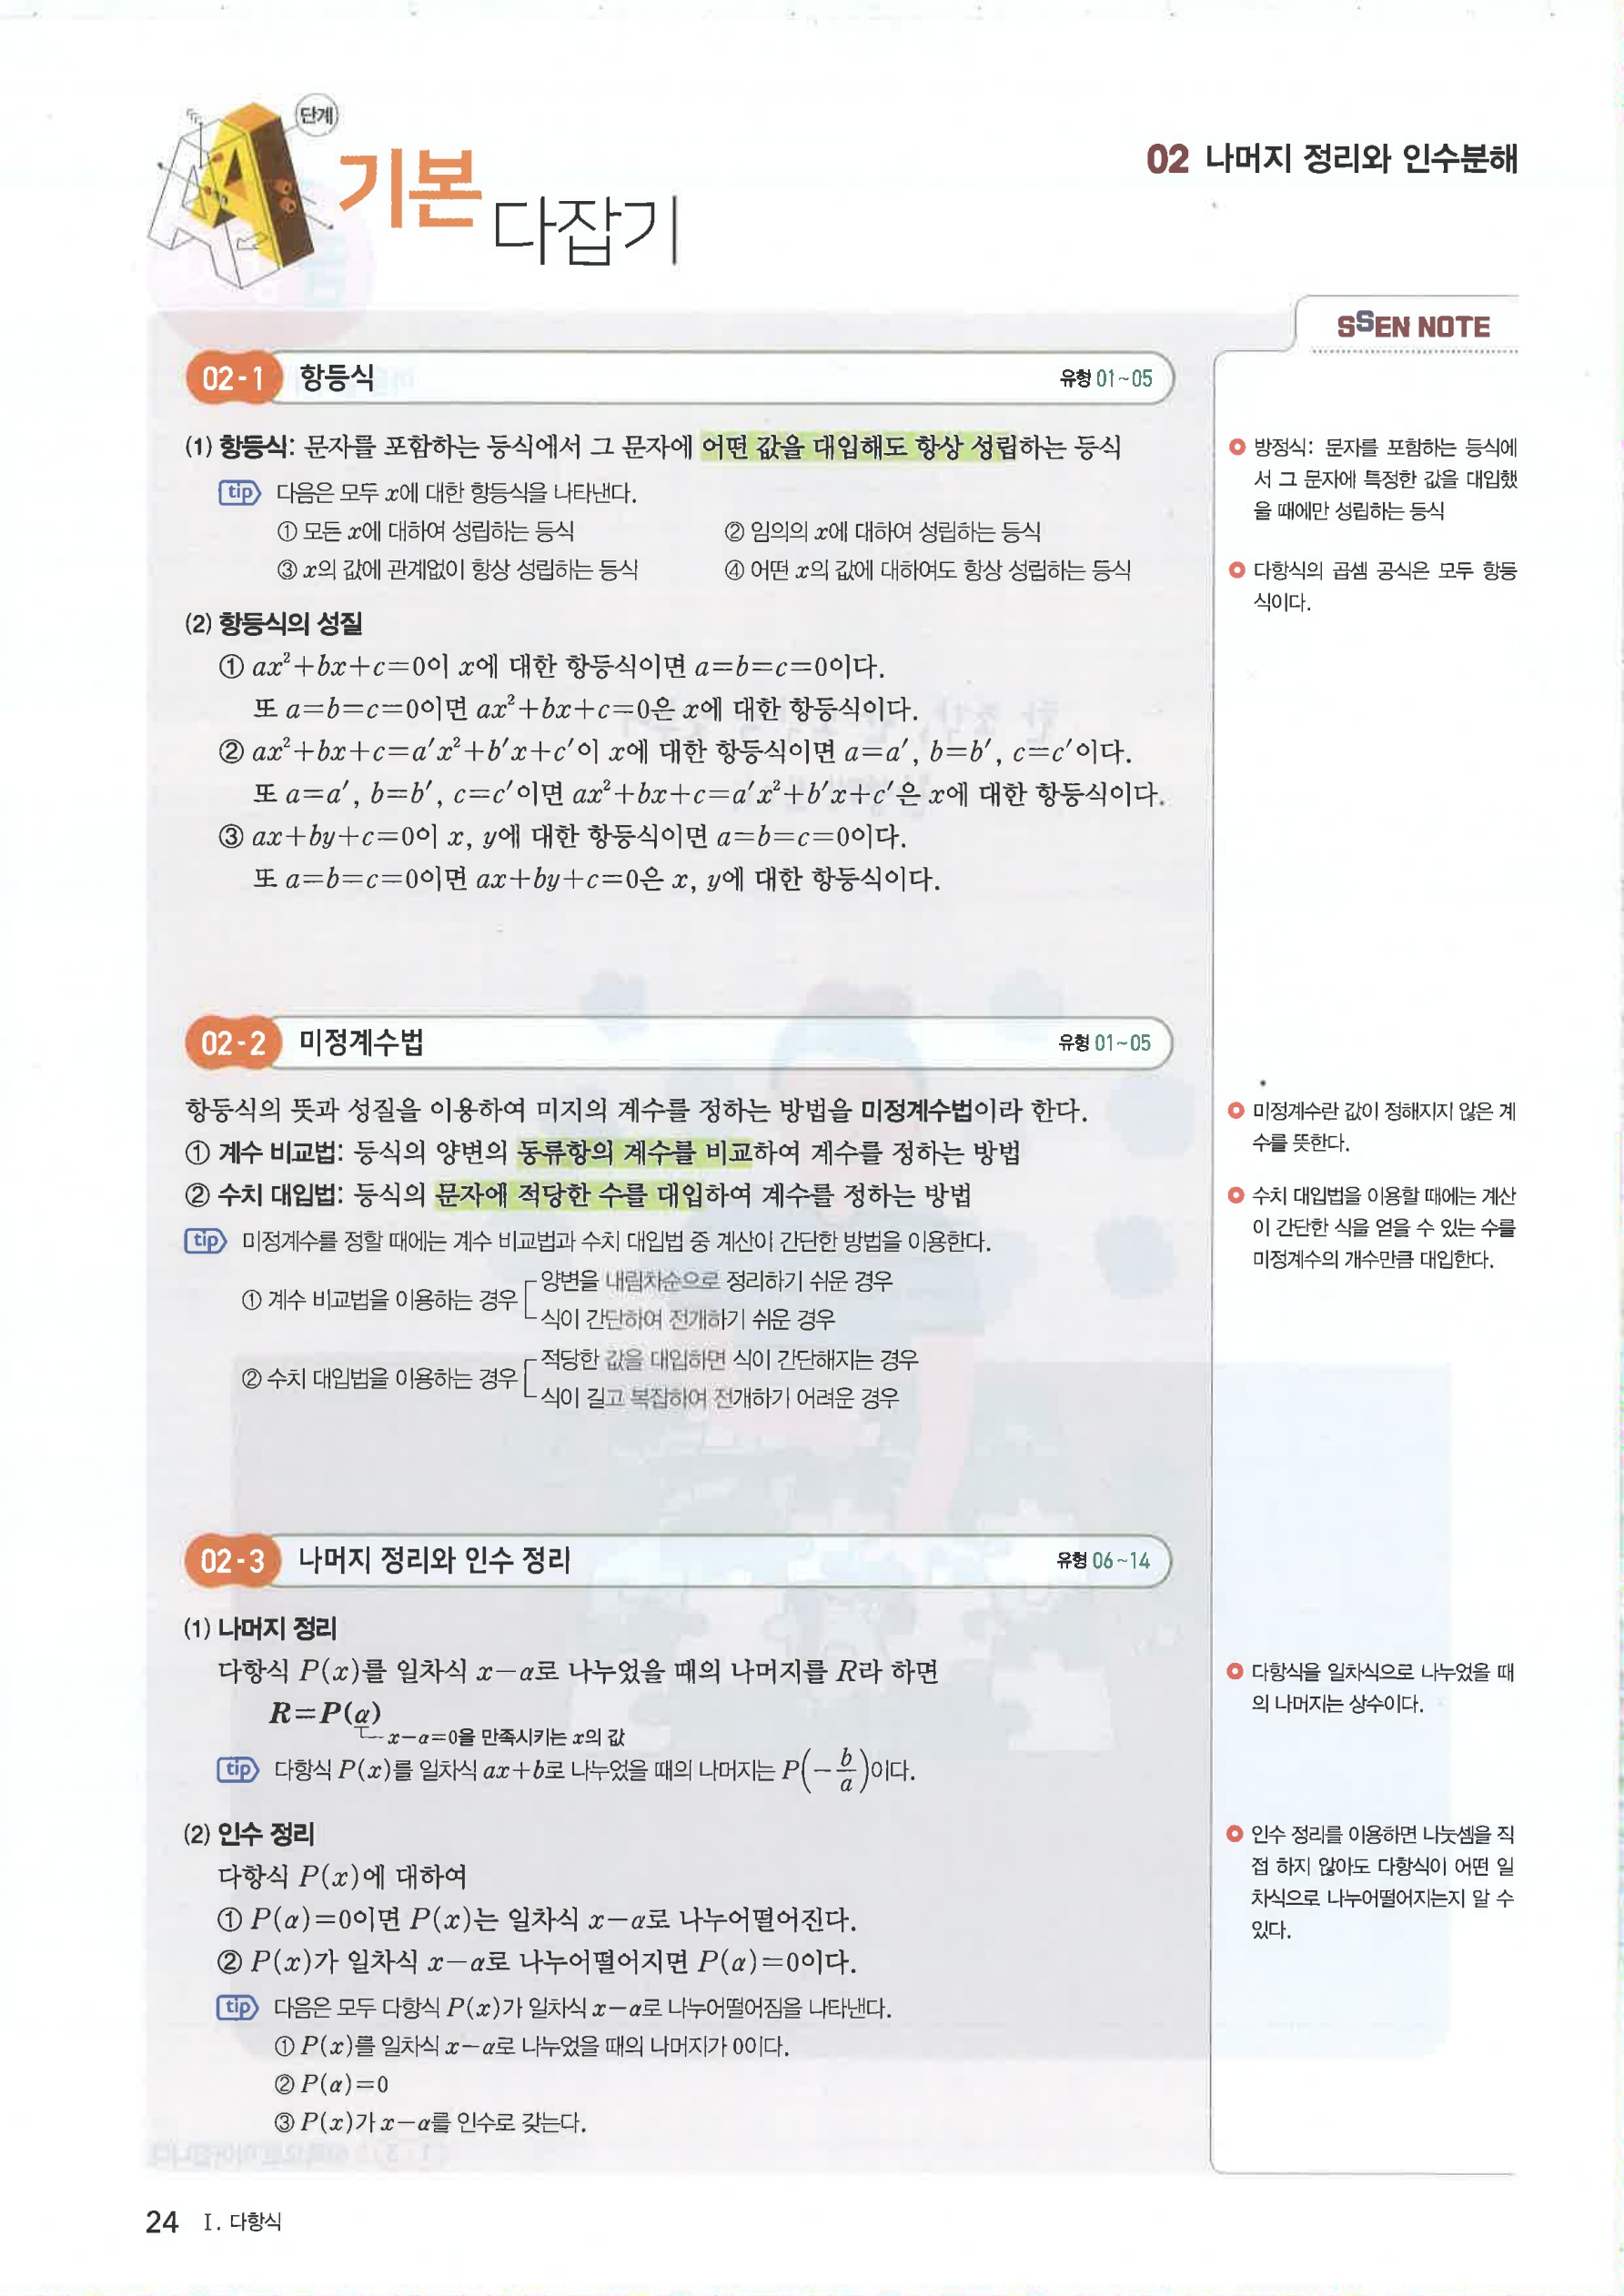 단계
기본
다잡기
02 나머지 정리와 인수분해
SSEN NOTE
02-1 항등식 유형 01~05
(1) 항등식: 문자를 포함하는 등식에서 그 문자에 어떤 값을 대입해도 항상 성립하는 등식
tip 다음은 모두 x에 대한 항등식을 나타낸다.
① 모든 x에 대하여 성립하는 등식 ② 임의의 x에 대하여 성립하는 등식
③ x의 값에 관계없이 항상 성립하는 등식 ④ 어떤 x의 값에 대하여도 항상 성립하는 등식
(2) 항등식의 성질
① ax²+bx+c=0이 x에 대한 항등식이면 a=b=c=0이다.
또 a=b=c=0이면 ax²+bx+c=0은 x에 대한 항등식이다.
② ax²+bx+c=a′x²+b′x+c′이 x에 대한 항등식이면 a=a′, b=b′, c=c′이다.
또 a=a′, b=b′, c=c′이면 ax²+bx+c=a′x²+b′x+c′은 x에 대한 항등식이다.
③ ax+by+c=0이 x, y에 대한 항등식이면 a=b=c=0이다.
또 a=b=c=0이면 ax+by+c=0은 x, y에 대한 항등식이다.
방정식: 문자를 포함하는 등식에
서 그 문자에 특정한 값을 대입했
을 때에만 성립하는 등식
다항식의 곱셈 공식은 모두 항등
식이다.
02-2 미정계수법 유형 01~05
항등식의 뜻과 성질을 이용하여 미지의 계수를 정하는 방법을 미정계수법이라 한다.
① 계수 비교법: 등식의 양변의 동류항의 계수를 비교하여 계수를 정하는 방법
② 수치 대입법: 등식의 문자에 적당한 수를 대입하여 계수를 정하는 방법
tip 미정계수를 정할 때에는 계수 비교법과 수치 대입법 중 계산이 간단한 방법을 이용한다.
① 계수 비교법을 이용하는 경우
양변을 내림차순으로 정리하기 쉬운 경우
식이 간단하여 전개하기 쉬운 경우
② 수치 대입법을 이용하는 경우
적당한 값을 대입하면 식이 간단해지는 경우
식이 길고 복잡하여 전개하기 어려운 경우
미정계수란 값이 정해지지 않은 계
수를 뜻한다.
수치 대입법을 이용할 때에는 계산
이 간단한 식을 얻을 수 있는 수를
미정계수의 개수만큼 대입한다.
02-3 나머지 정리와 인수 정리 유형 06~14
(1) 나머지 정리
다항식 P(x)를 일차식 x-α로 나누었을 때의 나머지를 R라 하면
R=P(α)
x-α=0을 만족시키는 x의 값
tip 다항식 P(x)를 일차식 ax+b로 나누었을 때의 나머지는 P(-b/a)이다.
(2) 인수 정리
다항식 P(x)에 대하여
① P(α)=0이면 P(x)는 일차식 x-α로 나누어떨어진다.
② P(x)가 일차식 x-α로 나누어떨어지면 P(α)=0이다.
tip 다음은 모두 다항식 P(x)가 일차식 x-α로 나누어떨어짐을 나타낸다.
① P(x)를 일차식 x-α로 나누었을 때의 나머지가 0이다.
② P(α)=0
③ P(x)가 x-α를 인수로 갖는다.
다항식을 일차식으로 나누었을 때
의 나머지는 상수이다.
인수 정리를 이용하면 나눗셈을 직
접 하지 않아도 다항식이 어떤 일
차식으로 나누어떨어지는지 알 수
있다.
24 Ⅰ. 다항식